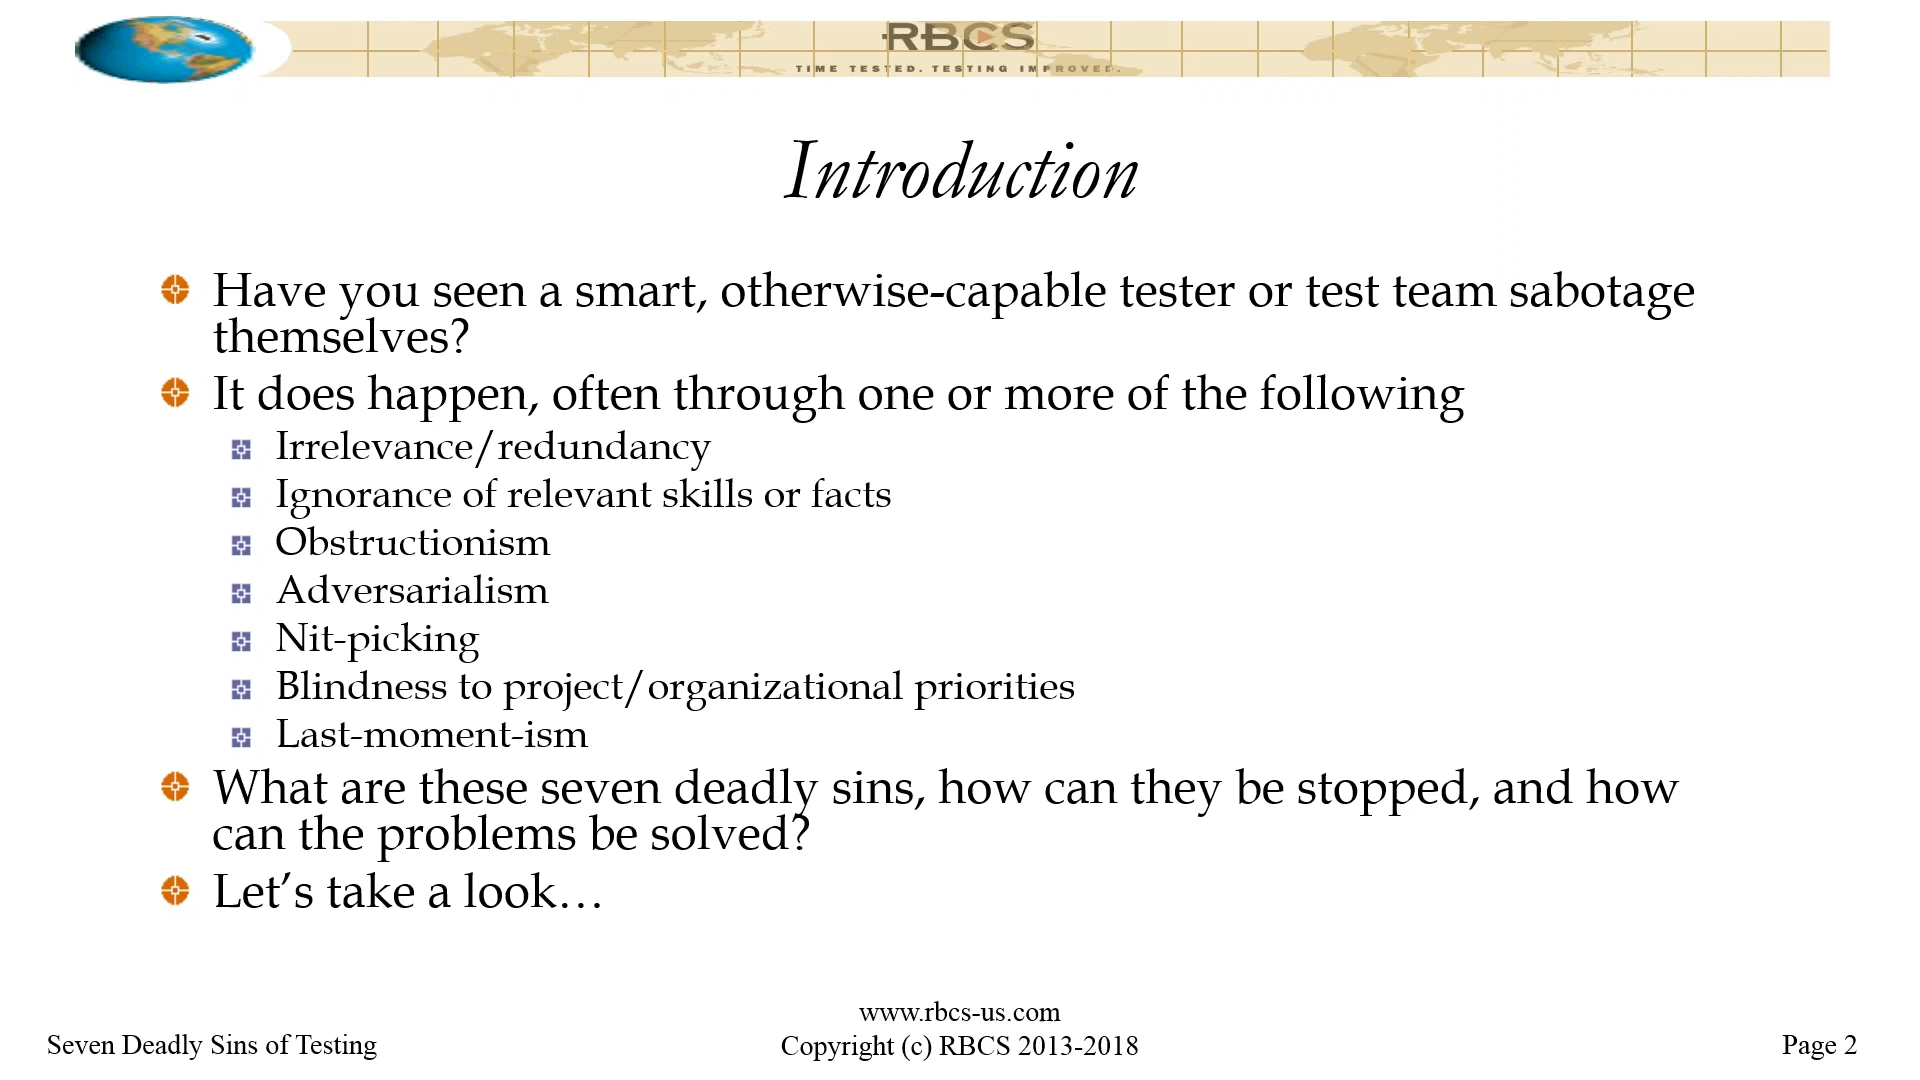 RBCS
TIME TESTED. TESTING IMPROVED.
Introduction
Have you seen a smart, otherwise-capable tester or test team sabotage
themselves?
It does happen, often through one or more of the following
Irrelevance/redundancy
Ignorance of relevant skills or facts
Obstructionism
Adversarialism
Nit-picking
Blindness to project/organizational priorities
Last-moment-ism
What are these seven deadly sins, how can they be stopped, and how
can the problems be solved?
Let’s take a look…
www.rbcs-us.com
Seven Deadly Sins of Testing
Copyright (c) RBCS 2013-2018
Page 2